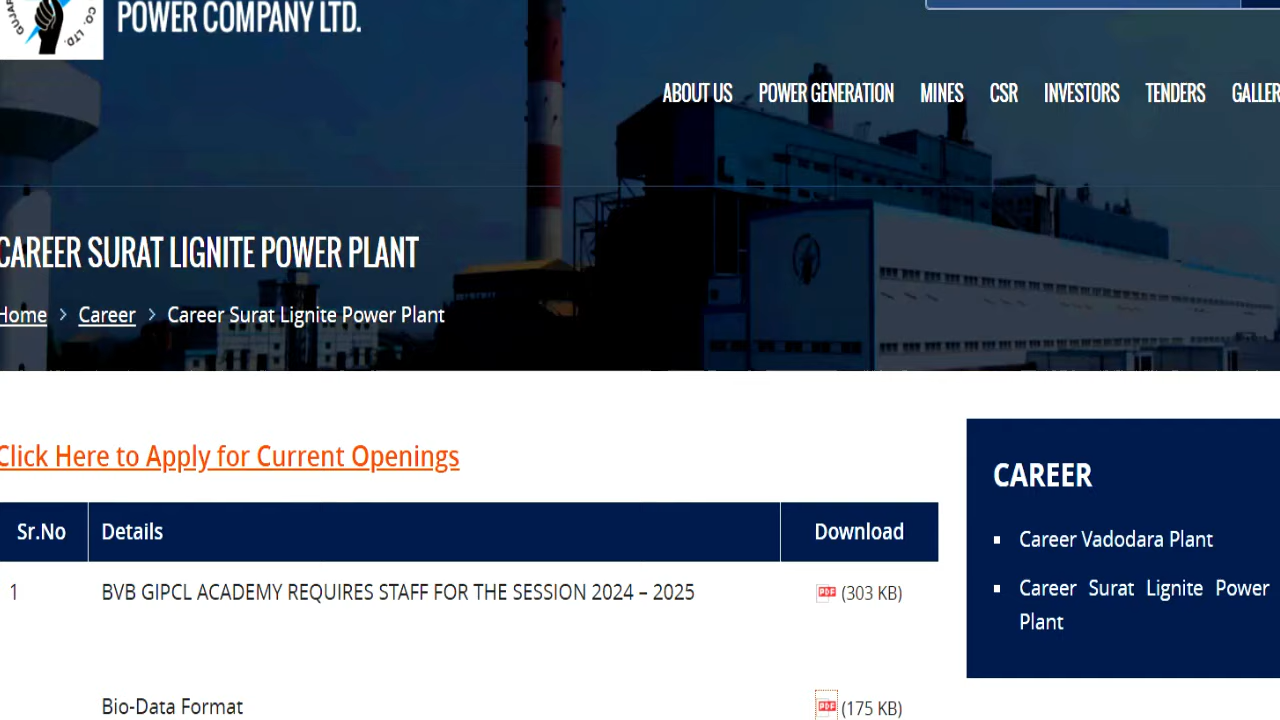 POWER COMPANY LTD.
CO. LTD.
ABOUT US POWER GENERATION MINES CSR INVESTORS TENDERS GALLER
CAREER SURAT LIGNITE POWER PLANT
Home > Career > Career Surat Lignite Power Plant
Click Here to Apply for Current Openings
Sr.No Details Download
1 BVB GIPCL ACADEMY REQUIRES STAFF FOR THE SESSION 2024 – 2025 PDF (303 KB)
Bio-Data Format PDF (175 KB)
CAREER
Career Vadodara Plant
Career Surat Lignite Power
Plant